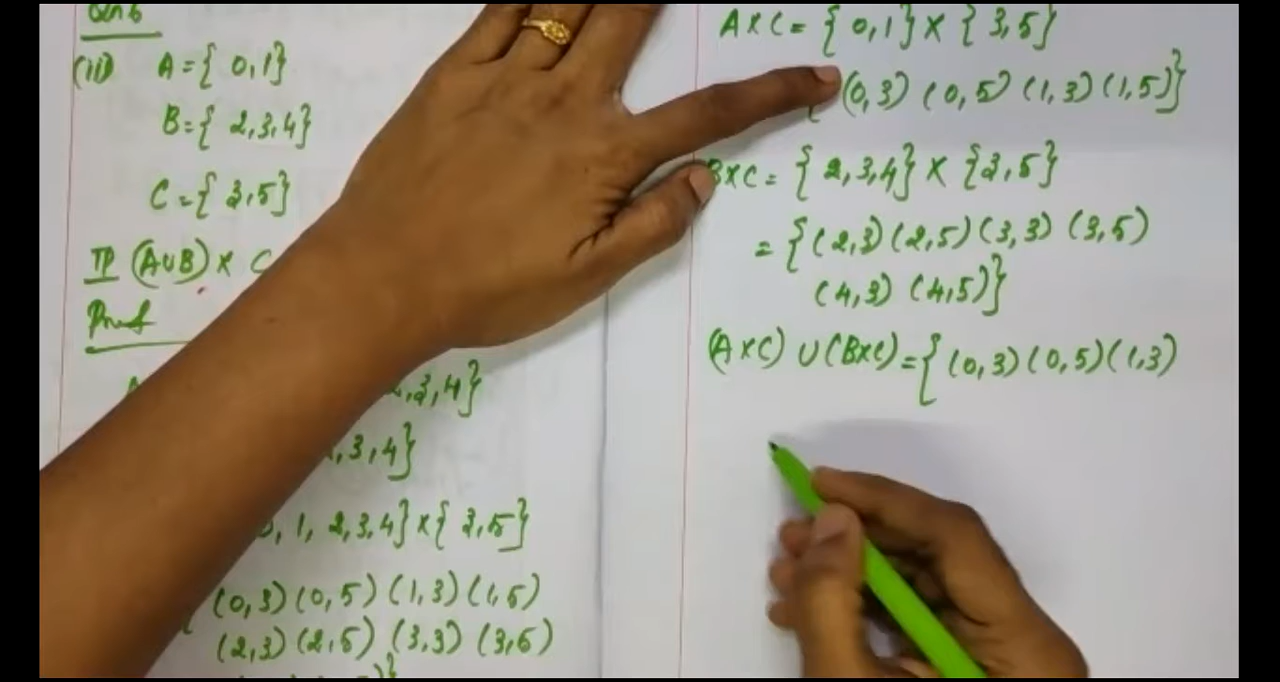 (iii) A={ 0,1}
B={ 2,3,4}
C={ 3,5}
TP (A∪B) × C
Proof
2,3,4}
,3,4}
, 1, 2,3,4}×{ 3,5}
(0,3) (0,5) (1,3) (1,5)
(2,3) (2,5) (3,3) (3,5)
A×C= { 0,1} × { 3,5}
{ (0,3) (0,5) (1,3) (1,5)}
B×C= { 2,3,4} × {3,5}
= {(2,3) (2,5) (3,3) (3,5)
(4,3) (4,5)}
(A×C) ∪ (B×C) = { (0,3) (0,5) (1,3)